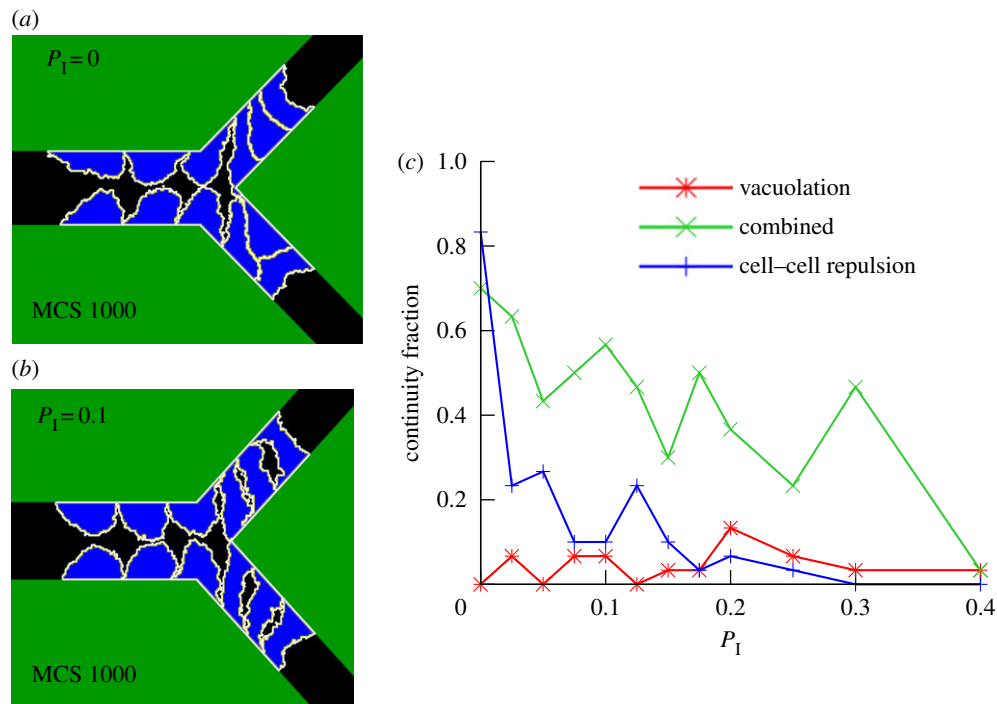 (a)
P_I = 0
MCS 1000
(b)
P_I = 0.1
MCS 1000
(c)
1.0
0.8
0.6
0.4
0.2
0
0.1
0.2
0.3
0.4
continuity fraction
P_I
vacuolation
combined
cell–cell repulsion